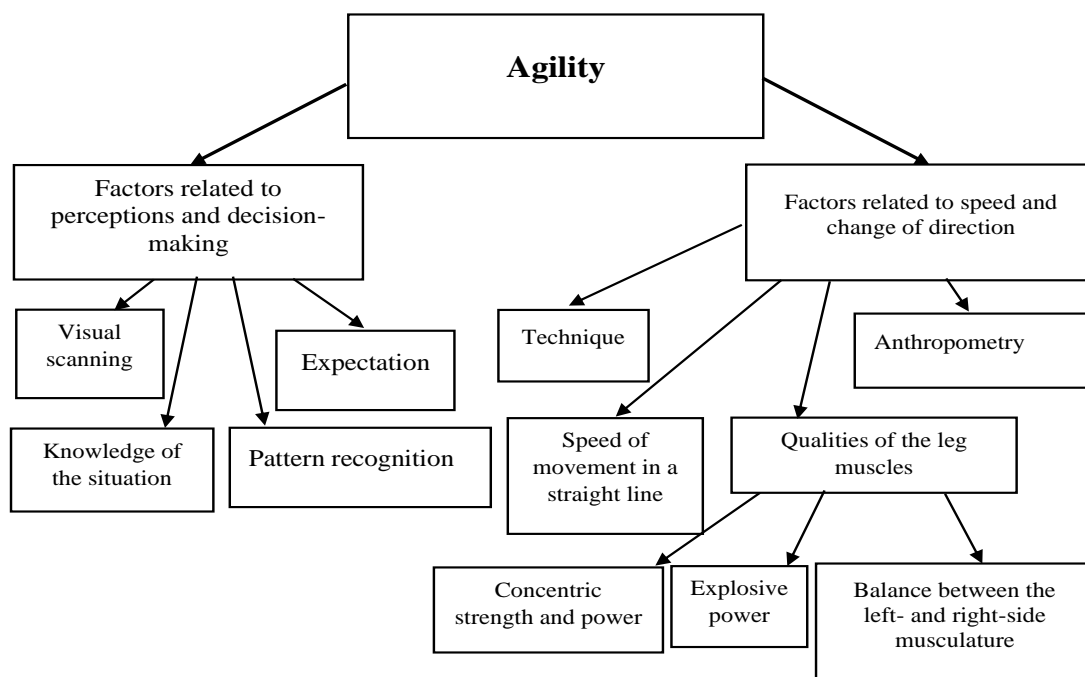 Agility
Factors related to
perceptions and decision-
making
Factors related to speed and
change of direction
Visual
scanning
Expectation
Technique
Anthropometry
Knowledge of
the situation
Pattern recognition
Speed of
movement in a
straight line
Qualities of the leg
muscles
Concentric
strength and power
Explosive
power
Balance between the
left- and right-side
musculature